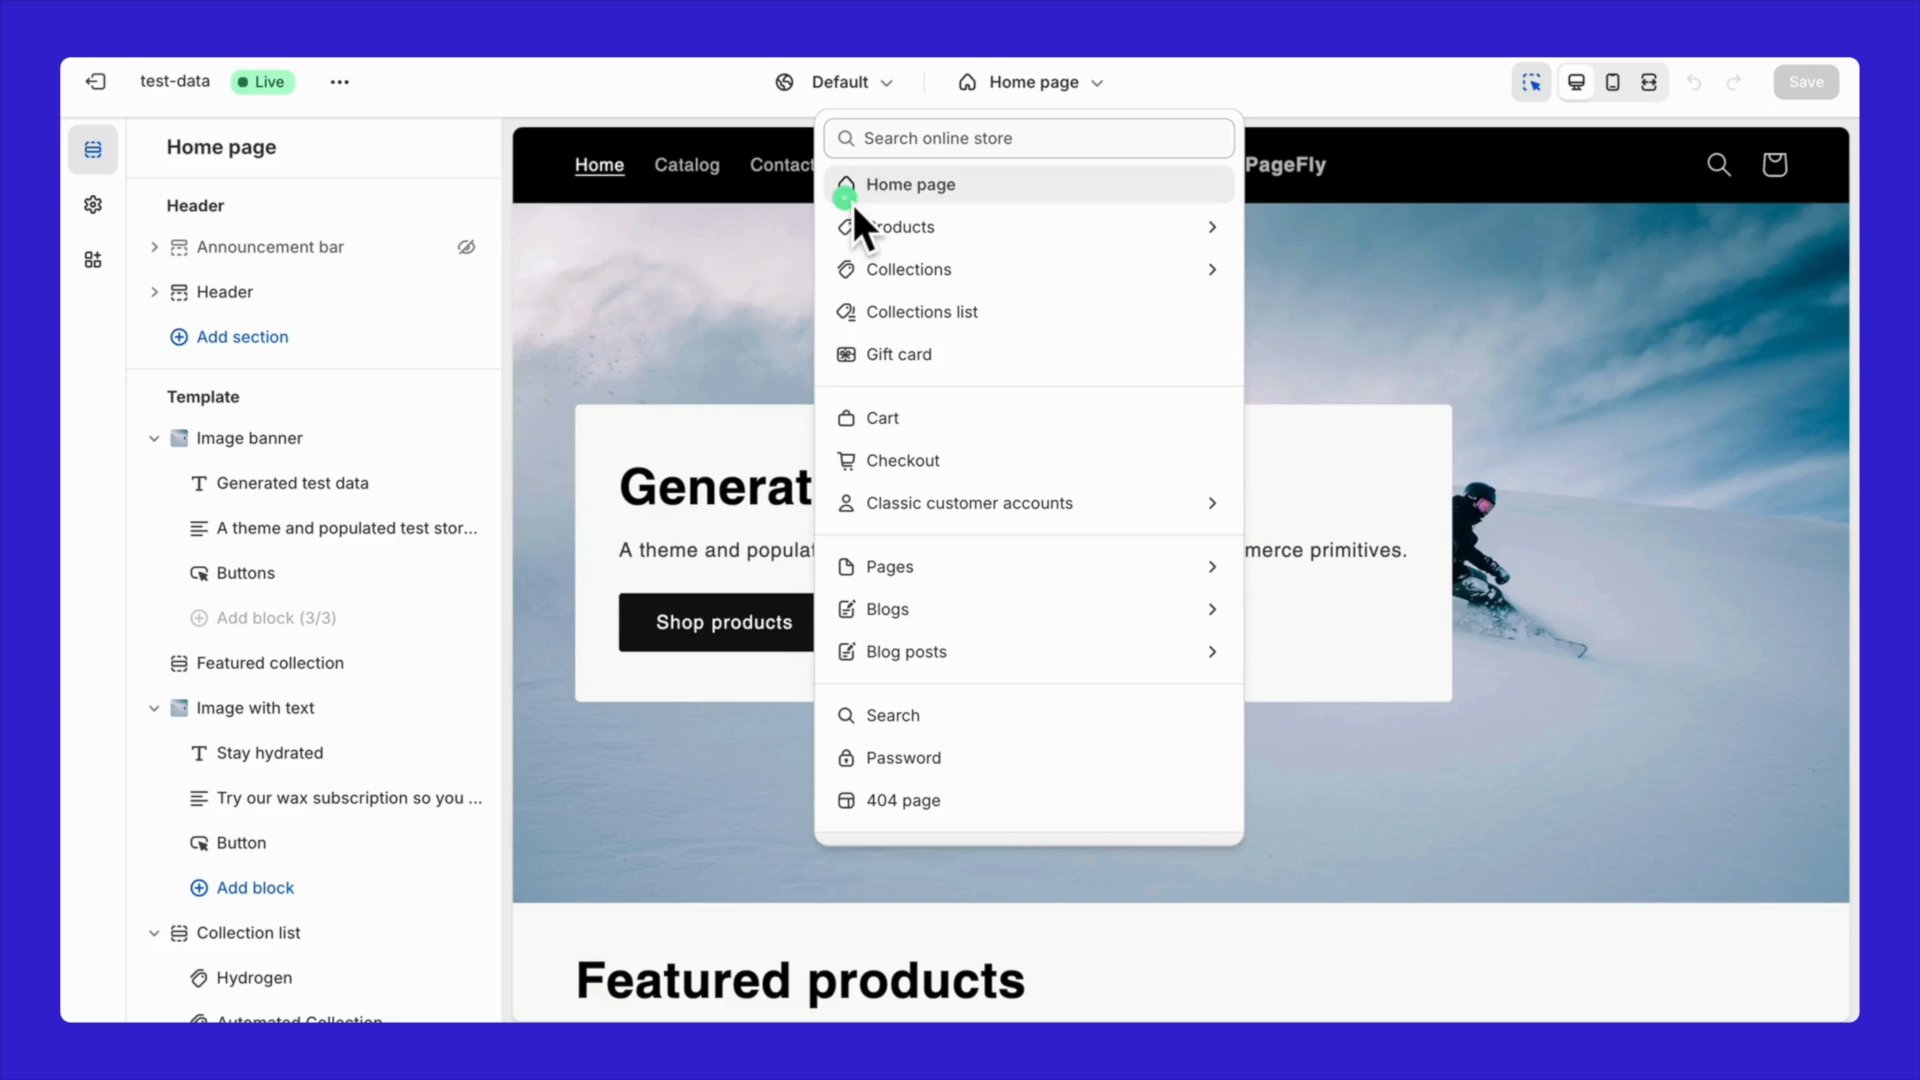 test-data
Live
Default
Home page
Save
Home page
Header
Announcement bar
Header
Add section
Template
Image banner
Generated test data
A theme and populated test stor...
Buttons
Add block (3/3)
Featured collection
Image with text
Stay hydrated
Try our wax subscription so you ...
Button
Add block
Collection list
Hydrogen
Automated Collection
Search online store
Home page
Products
Collections
Collections list
Gift card
Cart
Checkout
Classic customer accounts
Pages
Blogs
Blog posts
Search
Password
404 page
Home
Catalog
Contact
PageFly
Generat
A theme and populat
merce primitives.
Shop products
Featured products